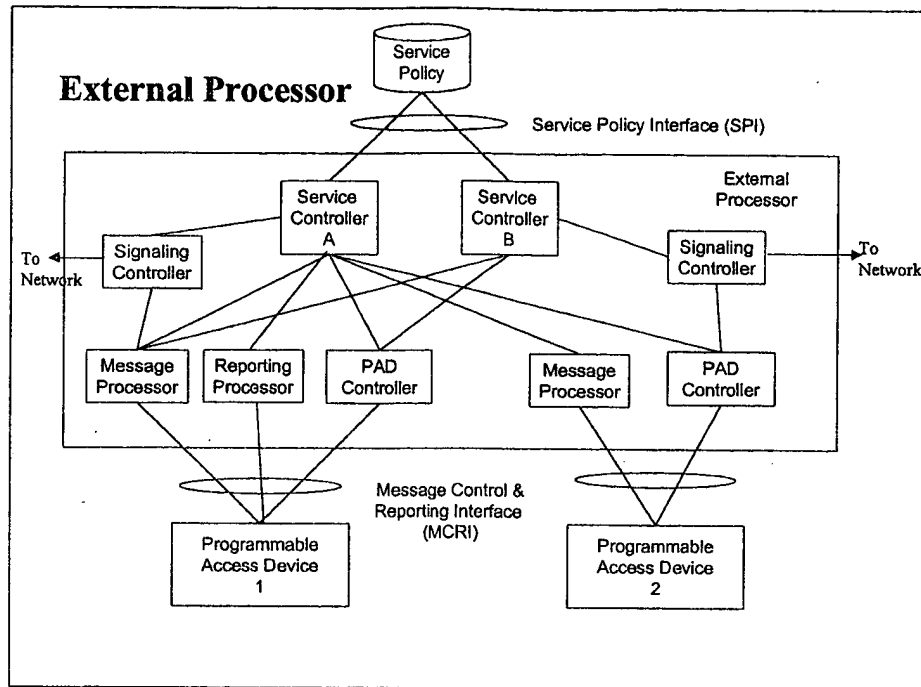 Service
Policy
External Processor
Service Policy Interface (SPI)
Service
Controller
A
Service
Controller
B
External
Processor
Signaling
Controller
To
Network
Signaling
Controller
To
Network
Message
Processor
Reporting
Processor
PAD
Controller
Message
Processor
PAD
Controller
Message Control &
Reporting Interface
(MCRI)
Programmable
Access Device
1
Programmable
Access Device
2